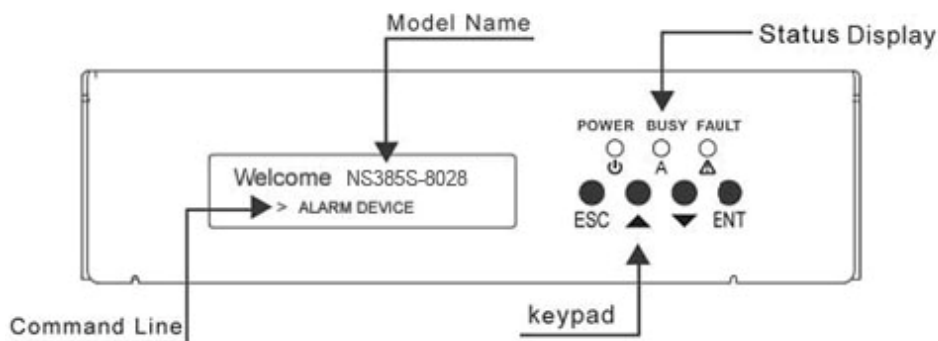 Model Name
Status Display
POWER BUSY FAULT
A
Welcome NS385S-8028
> ALARM DEVICE
ESC ENT
Command Line
keypad